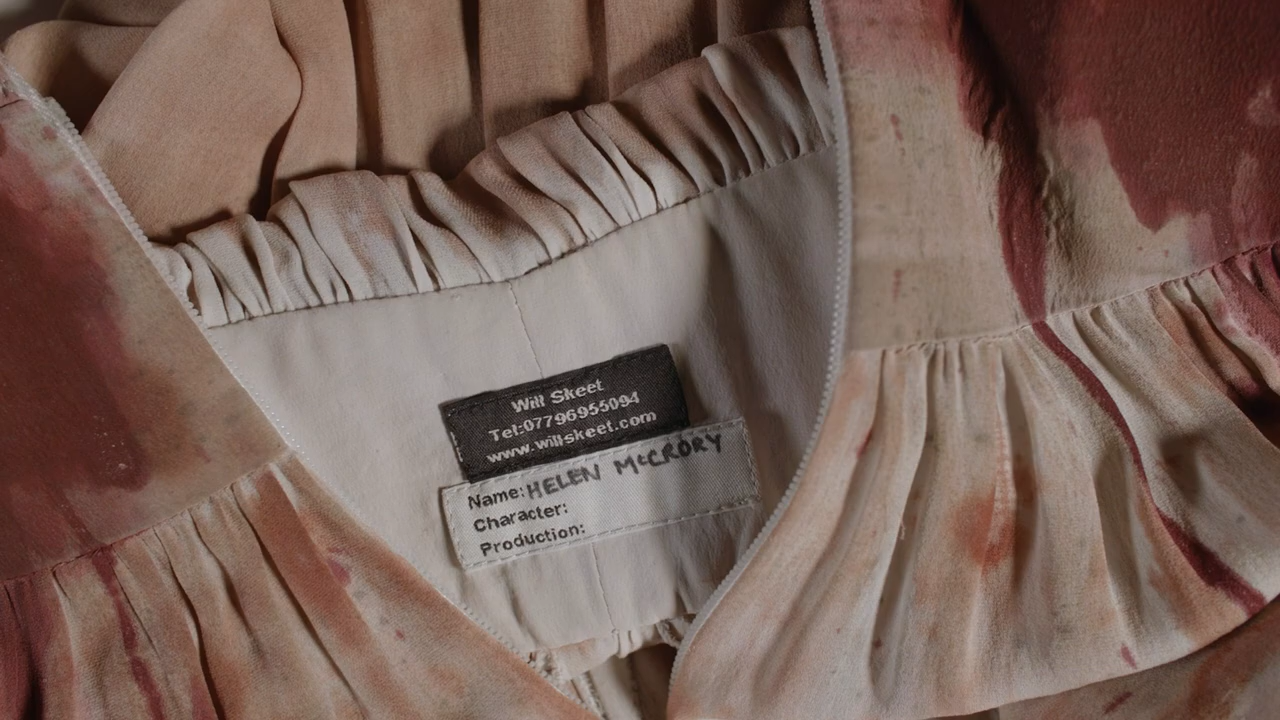 Will Skeet
Tel:07796955094
www.willskeet.com
Name: HELEN McCRORY
Character:
Production: